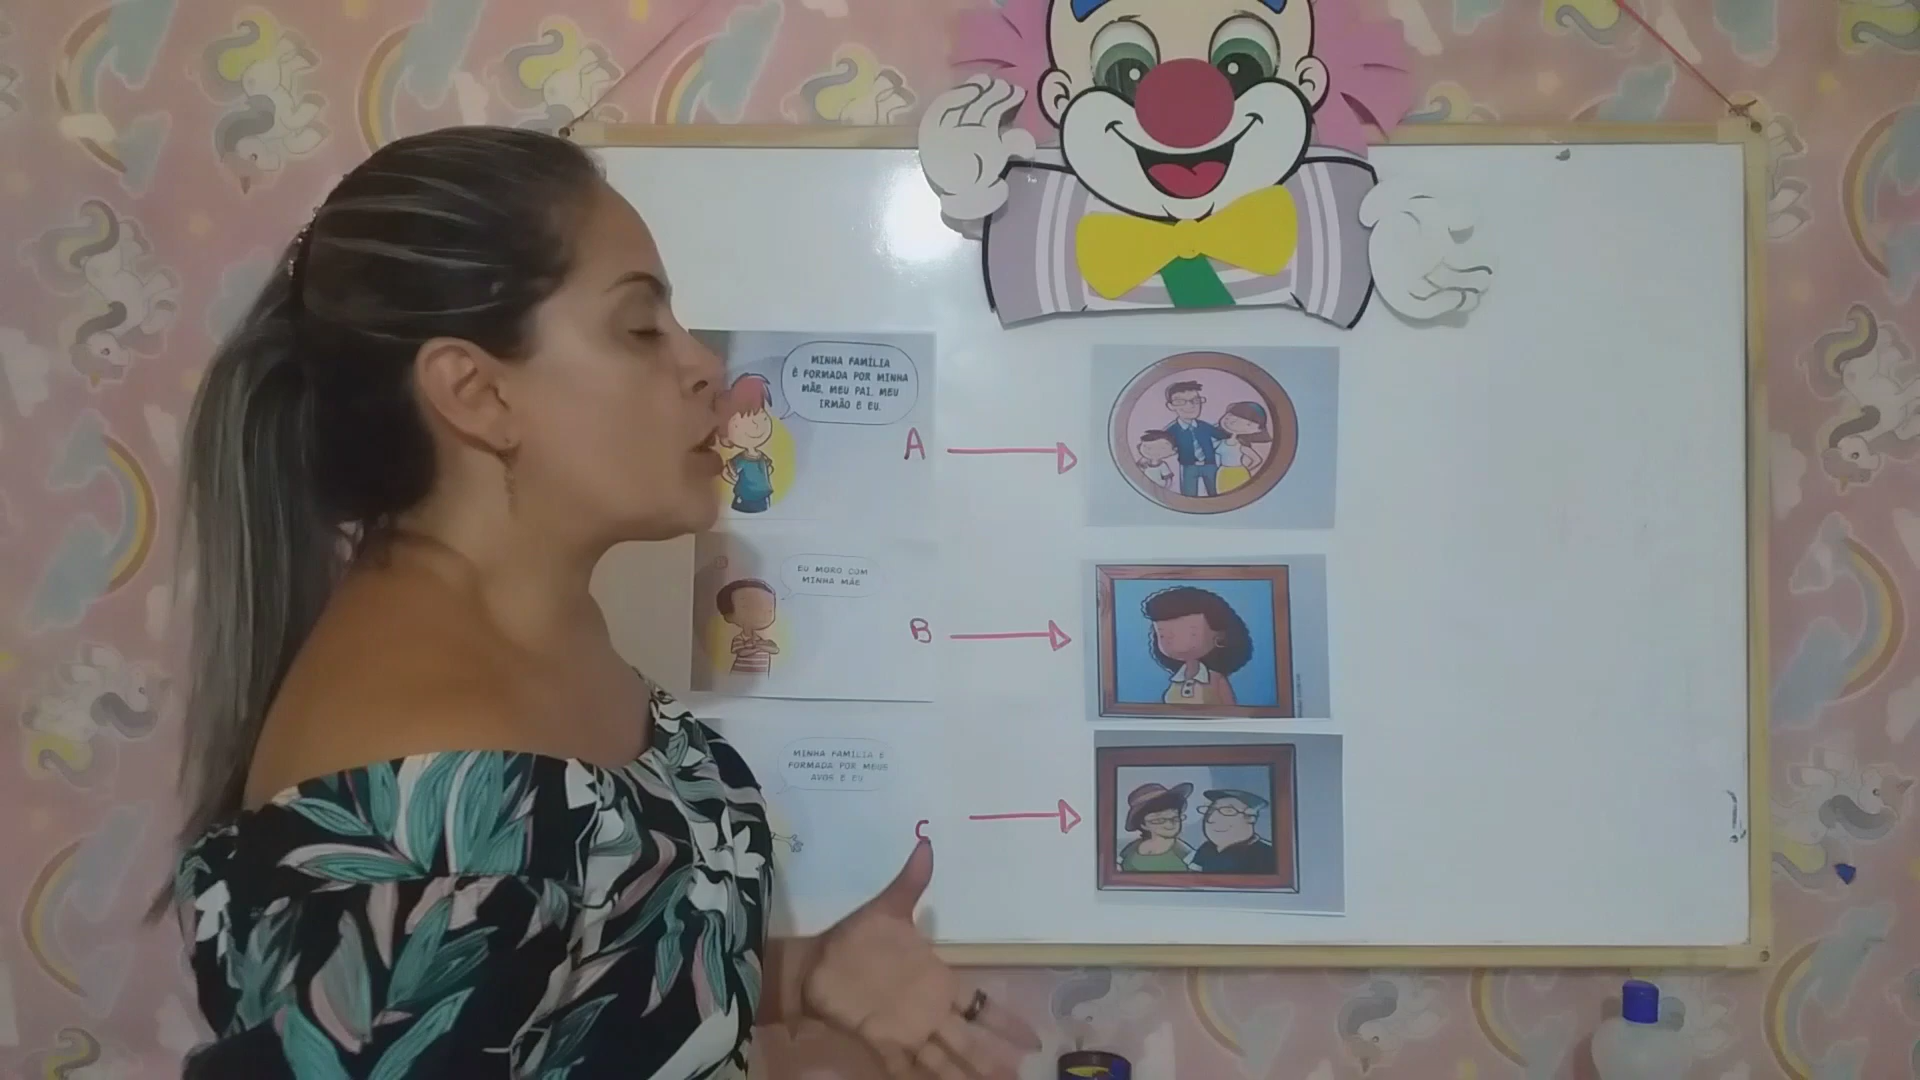 MINHA FAMÍLIA
É FORMADA POR MINHA
MÃE, MEU PAI, MEU
IRMÃO E EU.
A
EU MORO COM
MINHA MÃE
B
MINHA FAMÍLIA É
FORMADA POR MEUS
AVÓS E EU
C